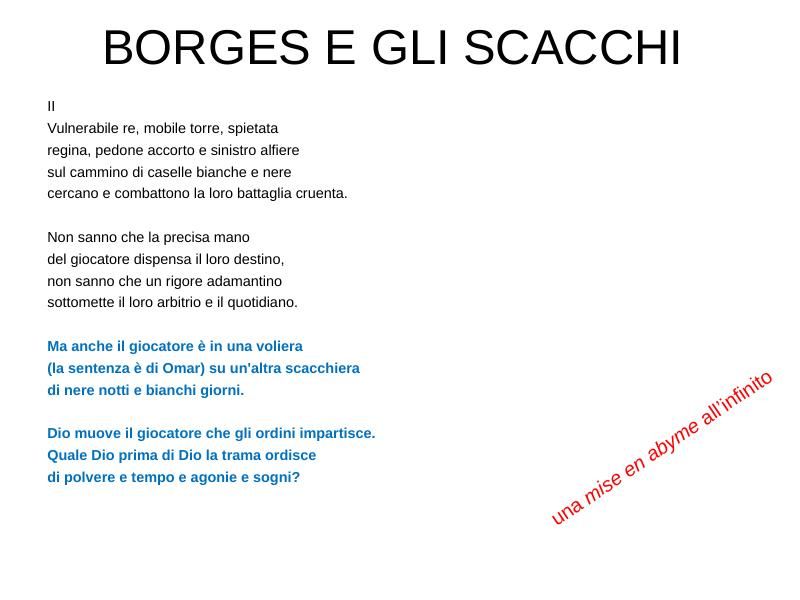 BORGES E GLI SCACCHI
II
Vulnerabile re, mobile torre, spietata
regina, pedone accorto e sinistro alfiere
sul cammino di caselle bianche e nere
cercano e combattono la loro battaglia cruenta.
Non sanno che la precisa mano
del giocatore dispensa il loro destino,
non sanno che un rigore adamantino
sottomette il loro arbitrio e il quotidiano.
Ma anche il giocatore è in una voliera
(la sentenza è di Omar) su un'altra scacchiera
di nere notti e bianchi giorni.
Dio muove il giocatore che gli ordini impartisce.
Quale Dio prima di Dio la trama ordisce
di polvere e tempo e agonie e sogni?
una mise en abyme all’infinito